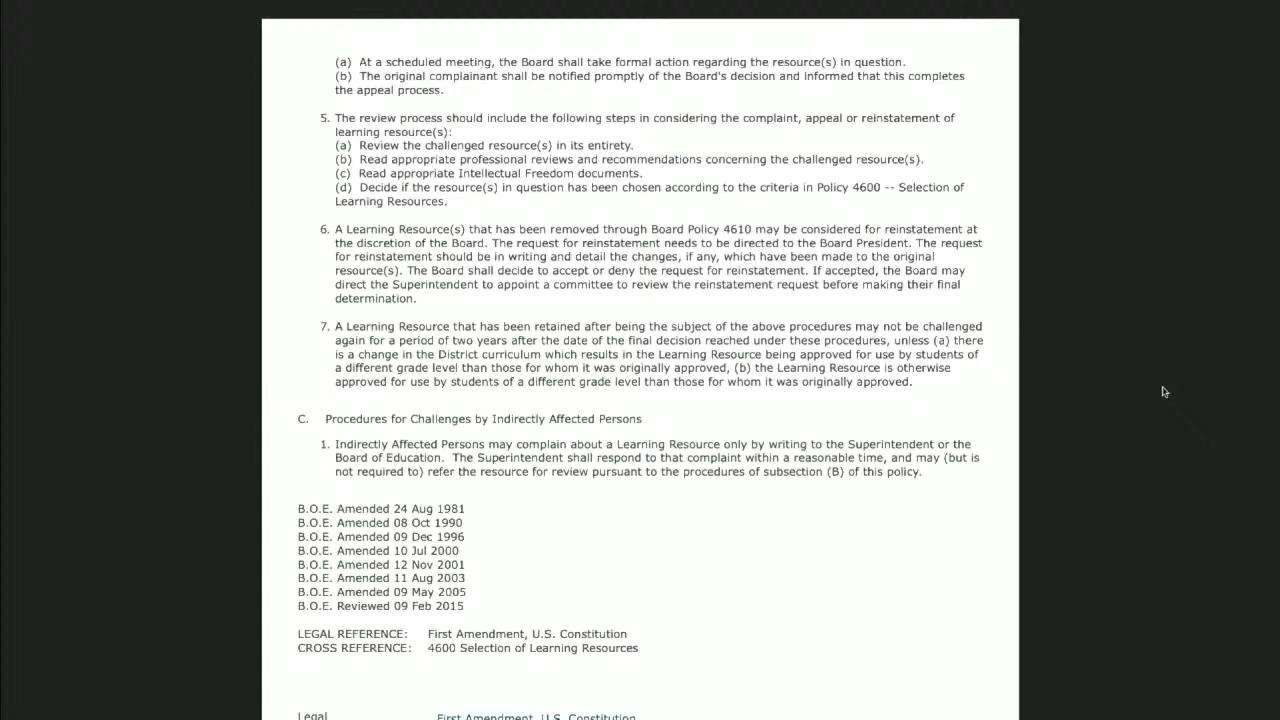 (a) At a scheduled meeting, the Board shall take formal action regarding the resource(s) in question.
(b) The original complainant shall be notified promptly of the Board's decision and informed that this completes
the appeal process.
5. The review process should include the following steps in considering the complaint, appeal or reinstatement of
learning resource(s):
(a) Review the challenged resource(s) in its entirety.
(b) Read appropriate professional reviews and recommendations concerning the challenged resource(s).
(c) Read appropriate Intellectual Freedom documents.
(d) Decide if the resource(s) in question has been chosen according to the criteria in Policy 4600 -- Selection of
Learning Resources.
6. A Learning Resource(s) that has been removed through Board Policy 4610 may be considered for reinstatement at
the discretion of the Board. The request for reinstatement needs to be directed to the Board President. The request
for reinstatement should be in writing and detail the changes, if any, which have been made to the original
resource(s). The Board shall decide to accept or deny the request for reinstatement. If accepted, the Board may
direct the Superintendent to appoint a committee to review the reinstatement request before making their final
determination.
7. A Learning Resource that has been retained after being the subject of the above procedures may not be challenged
again for a period of two years after the date of the final decision reached under these procedures, unless (a) there
is a change in the District curriculum which results in the Learning Resource being approved for use by students of
a different grade level than those for whom it was originally approved, (b) the Learning Resource is otherwise
approved for use by students of a different grade level than those for whom it was originally approved.
C. Procedures for Challenges by Indirectly Affected Persons
1. Indirectly Affected Persons may complain about a Learning Resource only by writing to the Superintendent or the
Board of Education. The Superintendent shall respond to that complaint within a reasonable time, and may (but is
not required to) refer the resource for review pursuant to the procedures of subsection (B) of this policy.
B.O.E. Amended 24 Aug 1981
B.O.E. Amended 08 Oct 1990
B.O.E. Amended 09 Dec 1996
B.O.E. Amended 10 Jul 2000
B.O.E. Amended 12 Nov 2001
B.O.E. Amended 11 Aug 2003
B.O.E. Amended 09 May 2005
B.O.E. Reviewed 09 Feb 2015
LEGAL REFERENCE: First Amendment, U.S. Constitution
CROSS REFERENCE: 4600 Selection of Learning Resources
Legal First Amendment, U.S. Constitution